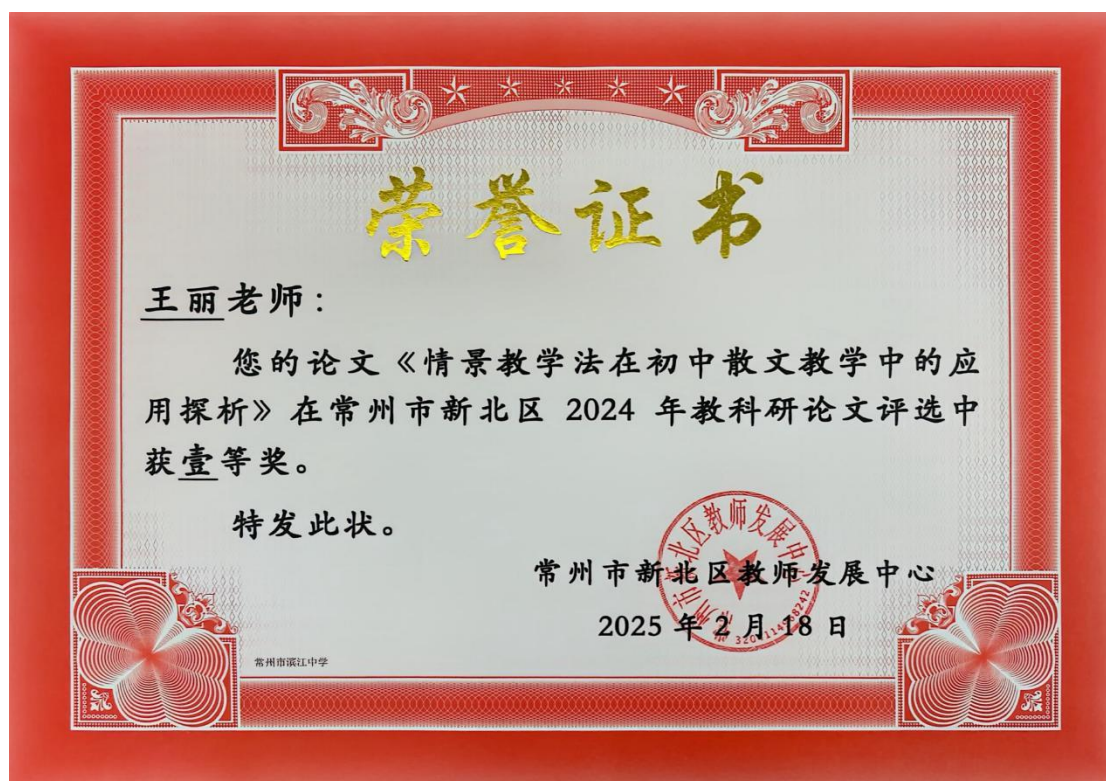 荣誉证书
王丽老师：
您的论文《情景教学法在初中散文教学中的应
用探析》在常州市新北区 2024 年教科研论文评选中
获壹等奖。
特发此状。
常州市新北区教师发展中心
2025 年 2 月 18 日
常州市滨江中学